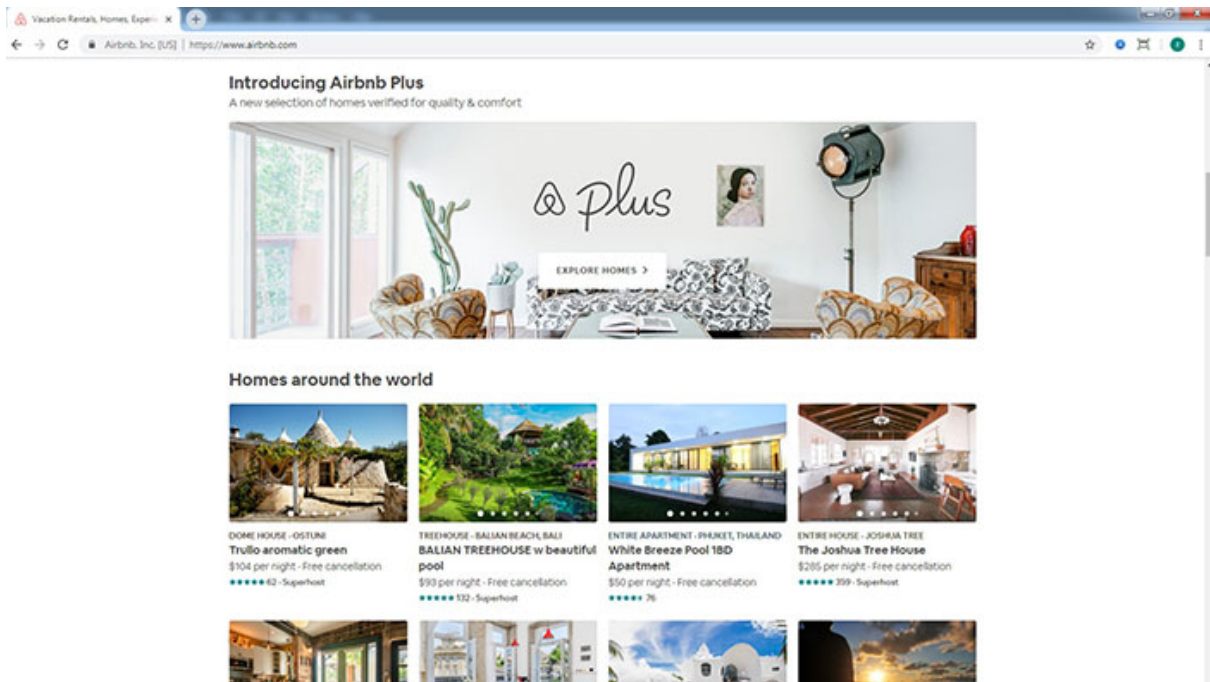 Vacation Rentals, Homes, Experi
Airbnb, Inc. [US] | https://www.airbnb.com
Introducing Airbnb Plus
A new selection of homes verified for quality & comfort
plus
EXPLORE HOMES >
Homes around the world
DOME HOUSE · OSTUNI
Trullo aromatic green
$104 per night · Free cancellation
62 · Superhost
TREEHOUSE · BALIAN BEACH, BALI
BALIAN TREEHOUSE w beautiful
pool
$93 per night · Free cancellation
132 · Superhost
ENTIRE APARTMENT · PHUKET, THAILAND
White Breeze Pool 1BD
Apartment
$50 per night · Free cancellation
76
ENTIRE HOUSE · JOSHUA TREE
The Joshua Tree House
$285 per night · Free cancellation
359 · Superhost